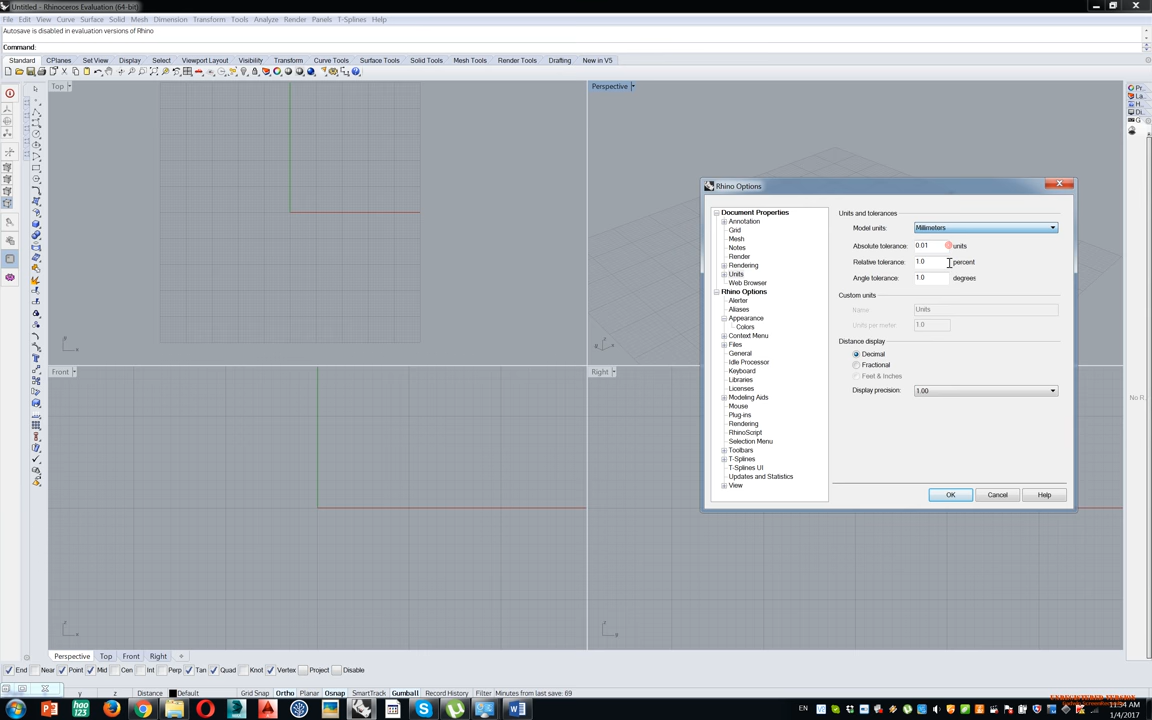 Untitled - Rhinoceros Evaluation (64-bit)
File Edit View Curve Surface Solid Mesh Dimension Transform Tools Analyze Render Panels T-Splines Help
Autosave is disabled in evaluation versions of Rhino
Command:
Standard CPlanes Set View Display Select Viewport Layout Visibility Transform Curve Tools Surface Tools Solid Tools Mesh Tools Render Tools Drafting New in V5
Top
Perspective
Pr...
La...
H...
Di...
G
Rhino Options
Document Properties
Annotation
Grid
Mesh
Notes
Render
Rendering
Units
Web Browser
Rhino Options
Alerter
Aliases
Appearance
Colors
Context Menu
Files
General
Idle Processor
Keyboard
Libraries
Licenses
Modeling Aids
Mouse
Plug-ins
Rendering
RhinoScript
Selection Menu
Toolbars
T-Splines
T-Splines UI
Updates and Statistics
View
Units and tolerances
Model units: Millimeters
Absolute tolerance: 0.01 units
Relative tolerance: 1.0 percent
Angle tolerance: 1.0 degrees
Custom units
Name: Units
Units per meter: 1.0
Distance display
Decimal
Fractional
Feet & Inches
Display precision: 1.00
OK Cancel Help
No R
Front
Right
x
y
z
Perspective Top Front Right
End Near Point Mid Cen Int Perp Tan Quad Knot Vertex Project Disable
y z Distance Default Grid Snap Ortho Planar Osnap SmartTrack Gumball Record History Filter Minutes from last save: 69
hao
123
EN
11:34 AM
1/4/2017